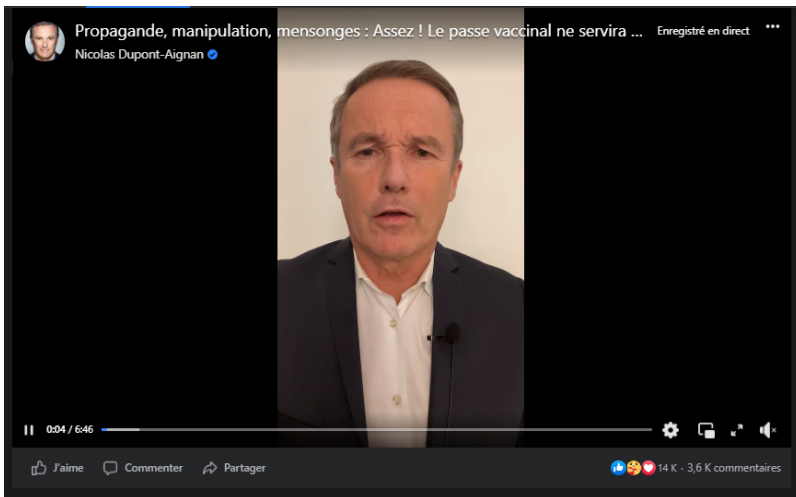 Propagande, manipulation, mensonges : Assez ! Le passe vaccinal ne servira ...
Enregistré en direct
Nicolas Dupont-Aignan
0:04 / 6:46
J'aime
Commenter
Partager
14 K · 3,6 K commentaires